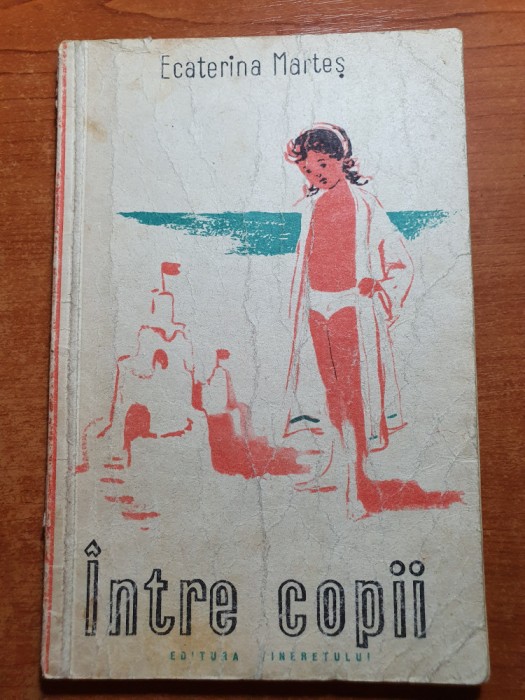 Ecaterina Marteș
Între copii
EDITURA TINERETULUI